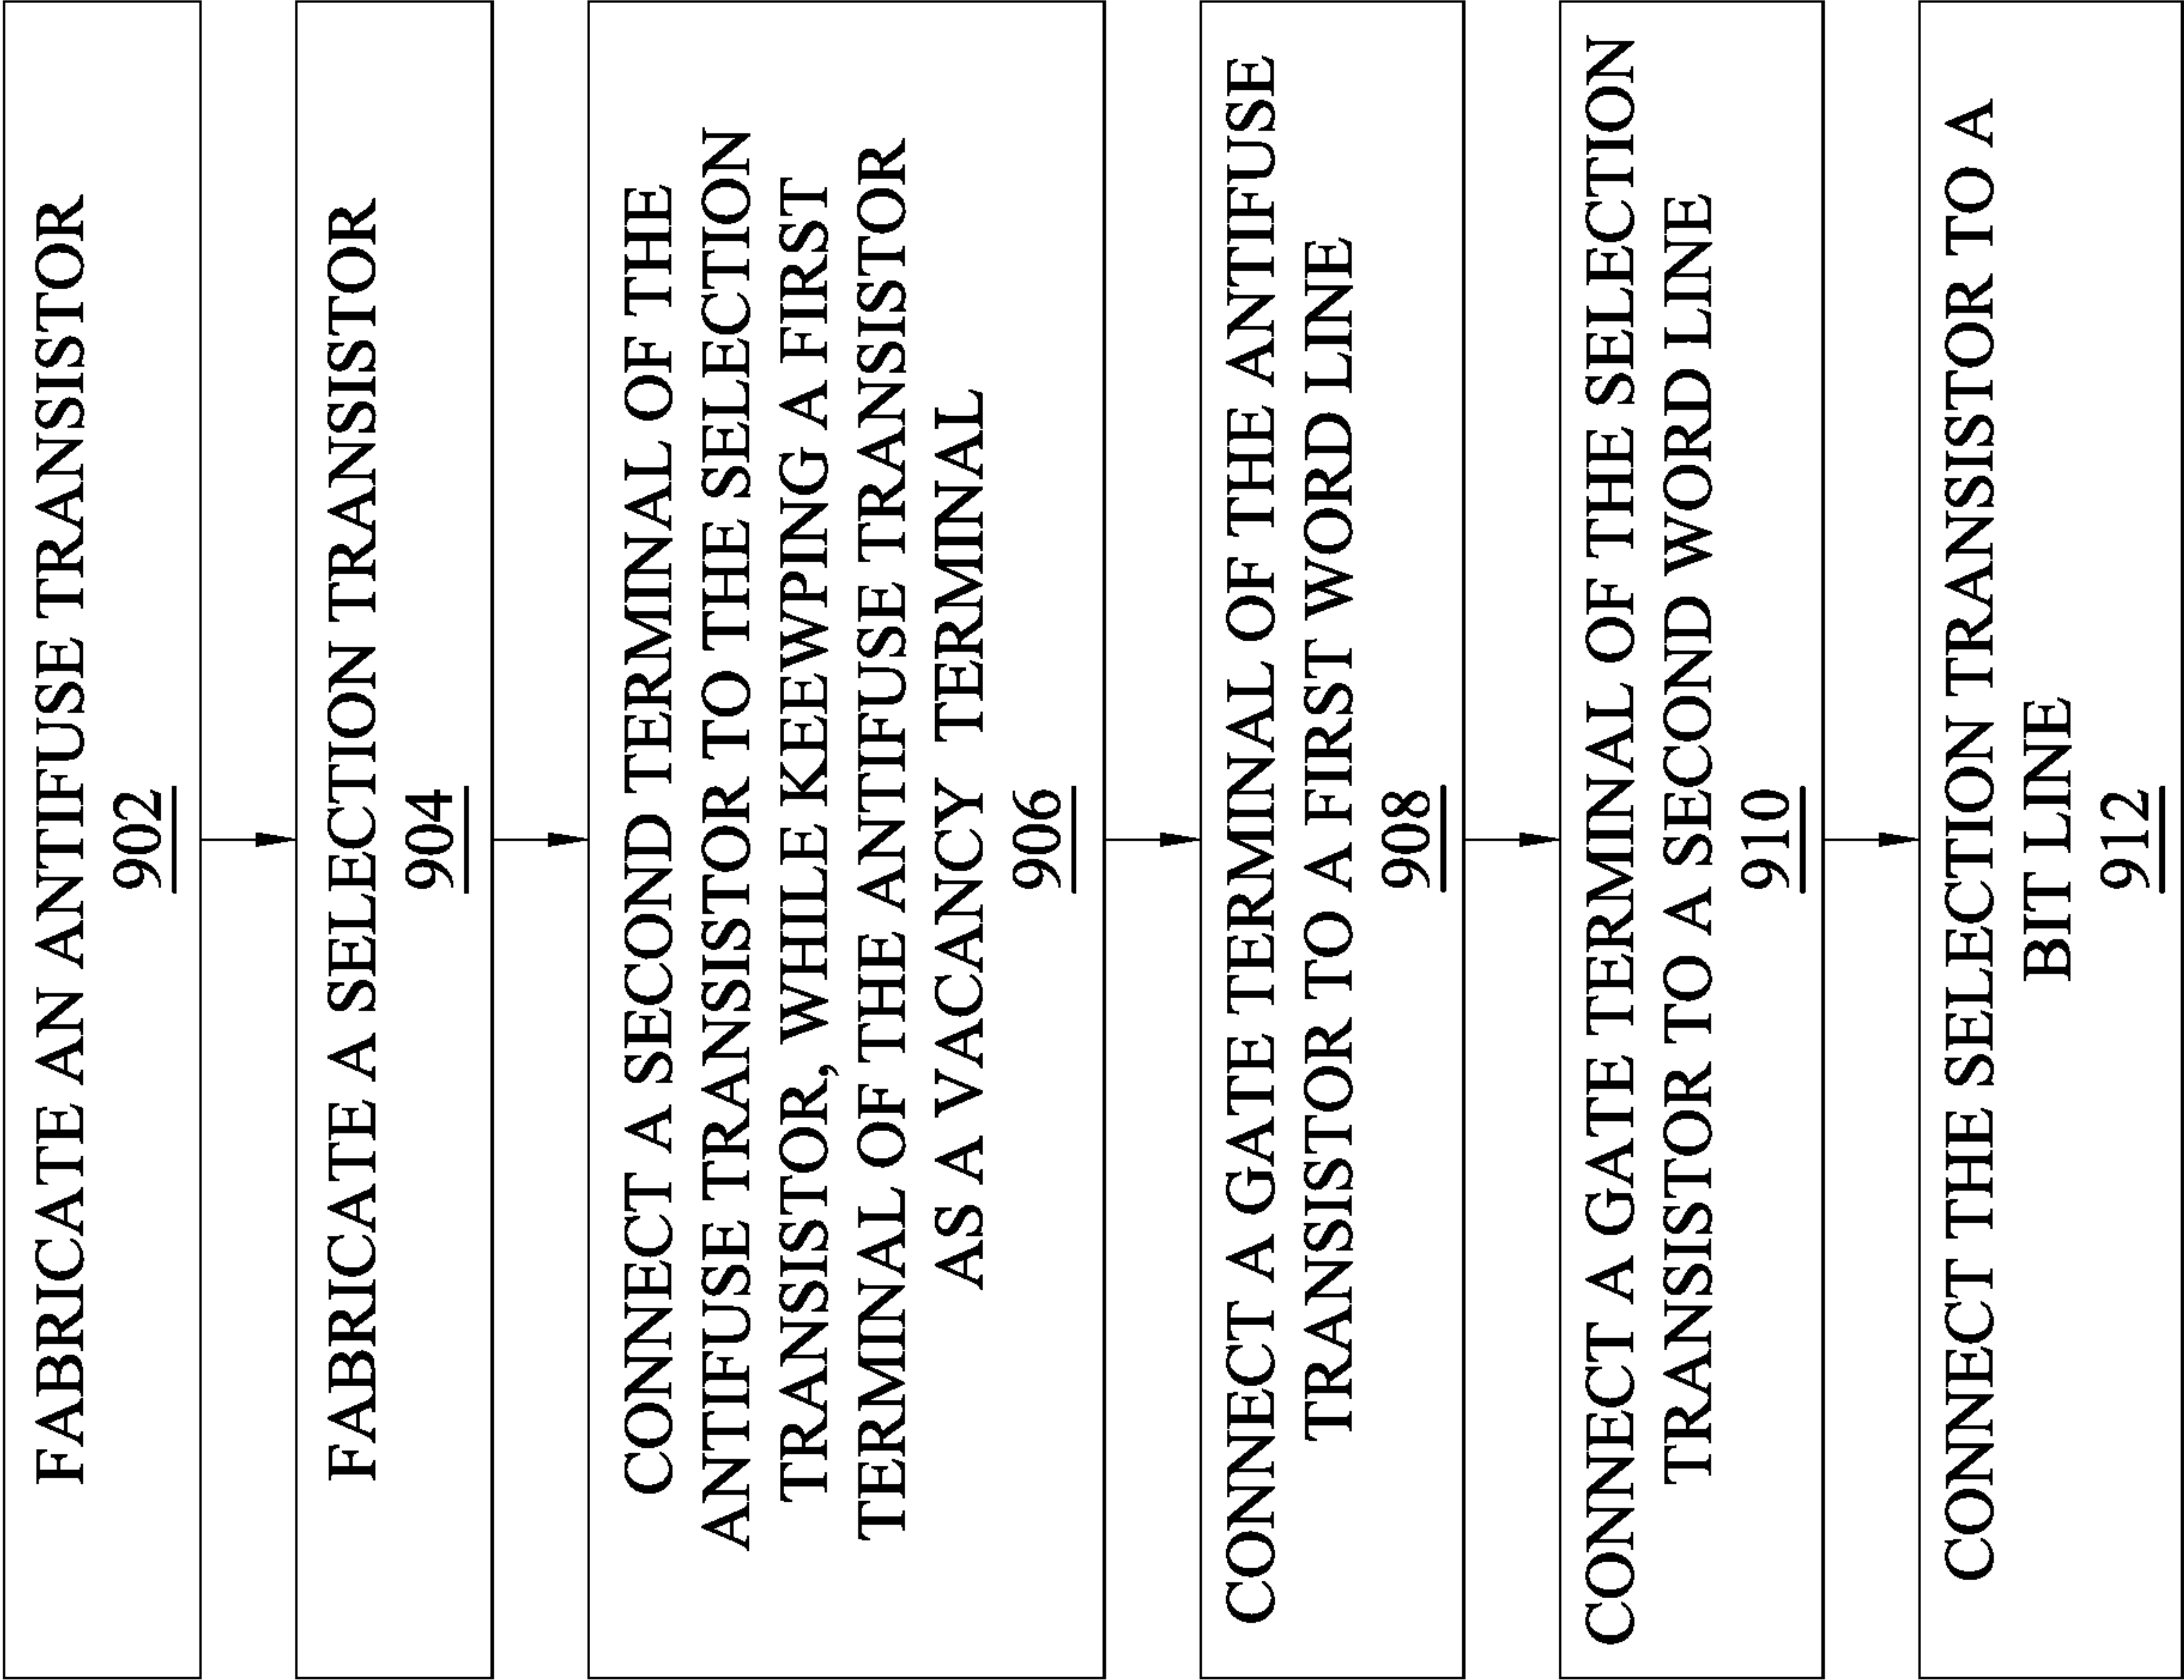 FABRICATE AN ANTIFUSE TRANSISTOR
902
FABRICATE A SELECTION TRANSISTOR
904
CONNECT A SECOND TERMINAL OF THE
ANTIFUSE TRANSISTOR TO THE SELECTION
TRANSISTOR, WHILE KEEWPING A FIRST
TERMINAL OF THE ANTIFUSE TRANSISTOR
AS A VACANCY TERMINAL
906
CONNECT A GATE TERMINAL OF THE ANTIFUSE
TRANSISTOR TO A FIRST WORD LINE
908
CONNECT A GATE TERMINAL OF THE SELECTION
TRANSISTOR TO A SECOND WORD LINE
910
CONNECT THE SELECTION TRANSISTOR TO A
BIT LINE
912